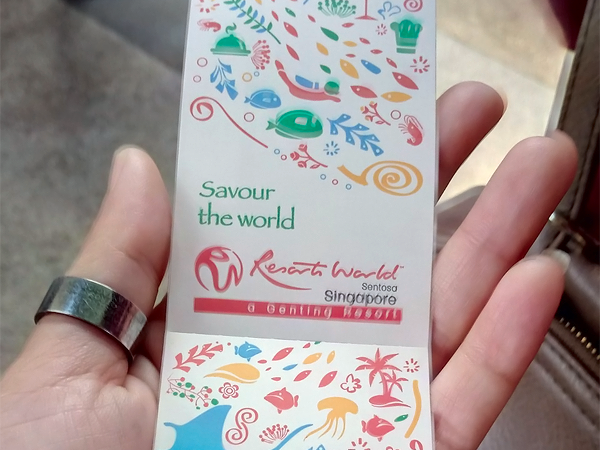 Savour
the world
Resorts World
Sentosa
Singapore
a Genting Resort